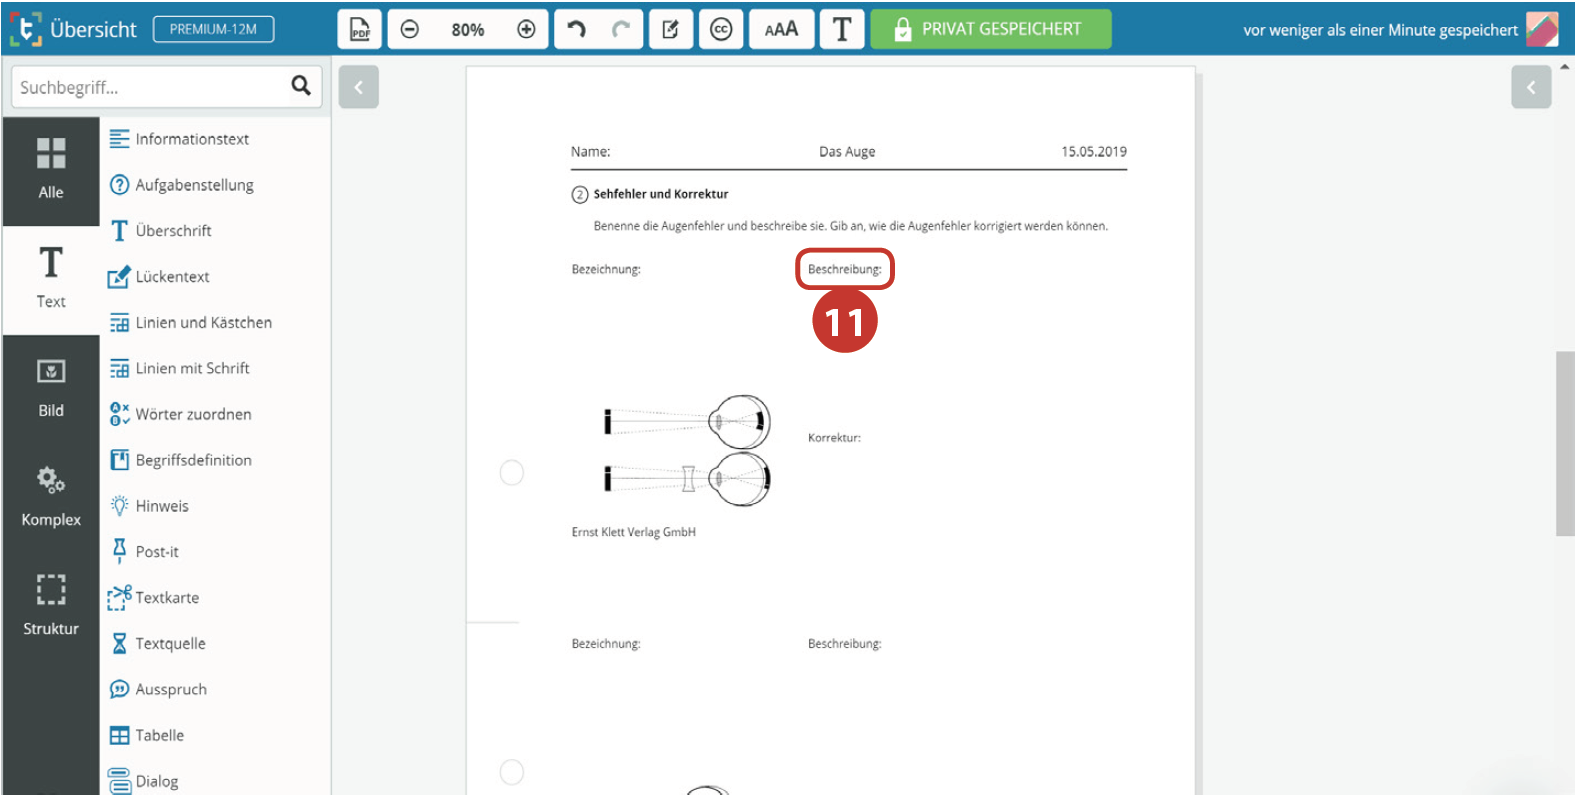 Übersicht PREMIUM-12M PDF 80% cc AAA T PRIVAT GESPEICHERT vor weniger als einer Minute gespeichert
Suchbegriff...
Alle
Text
Bild
Komplex
Struktur
Informationstext
Aufgabenstellung
Überschrift
Lückentext
Linien und Kästchen
Linien mit Schrift
Wörter zuordnen
Begriffsdefinition
Hinweis
Post-it
Textkarte
Textquelle
Ausspruch
Tabelle
Dialog
Name: Das Auge 15.05.2019
2 Sehfehler und Korrektur
Benenne die Augenfehler und beschreibe sie. Gib an, wie die Augenfehler korrigiert werden können.
Bezeichnung: Beschreibung:
11
Korrektur:
Ernst Klett Verlag GmbH
Bezeichnung: Beschreibung: